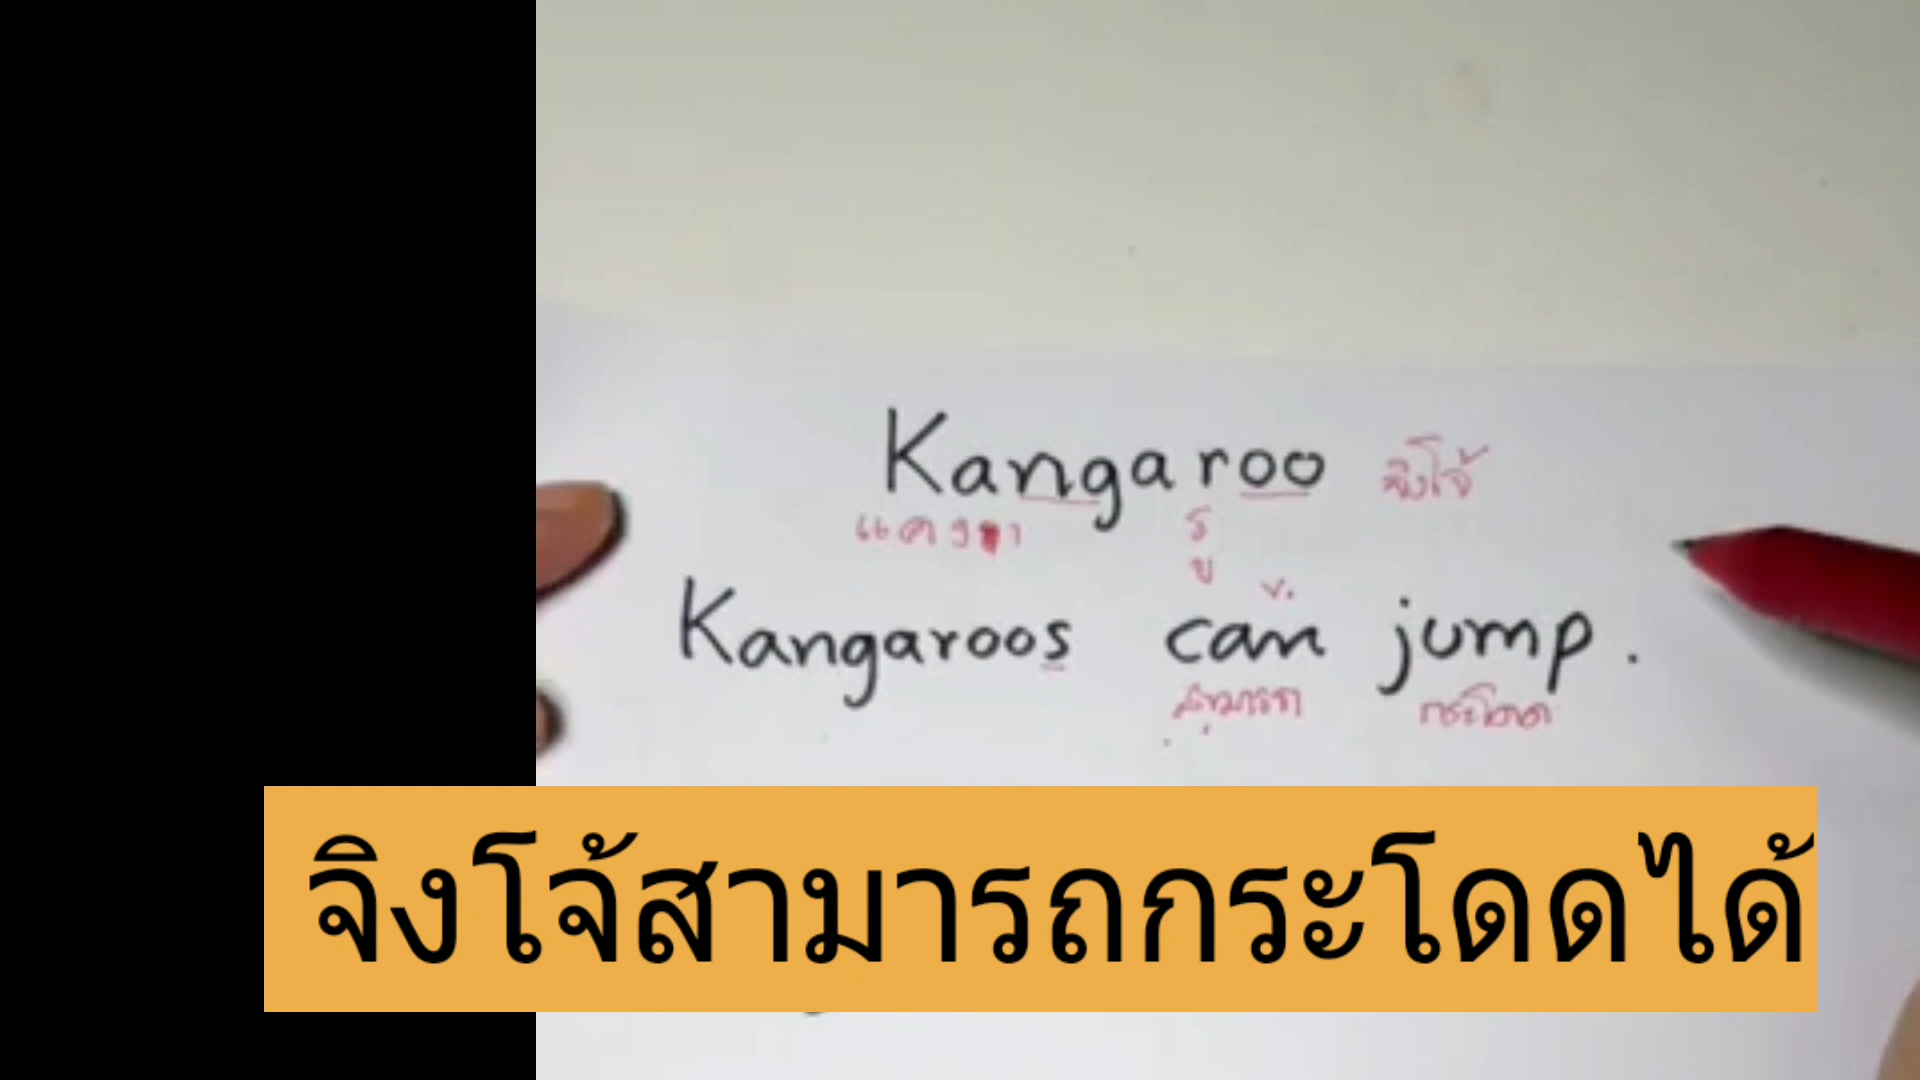 Kangaroo จิงโจ้
แคงกา รู
v.
Kangaroos can jump.
สามารถ กระโดด
จิงโจ้สามารถกระโดดได้